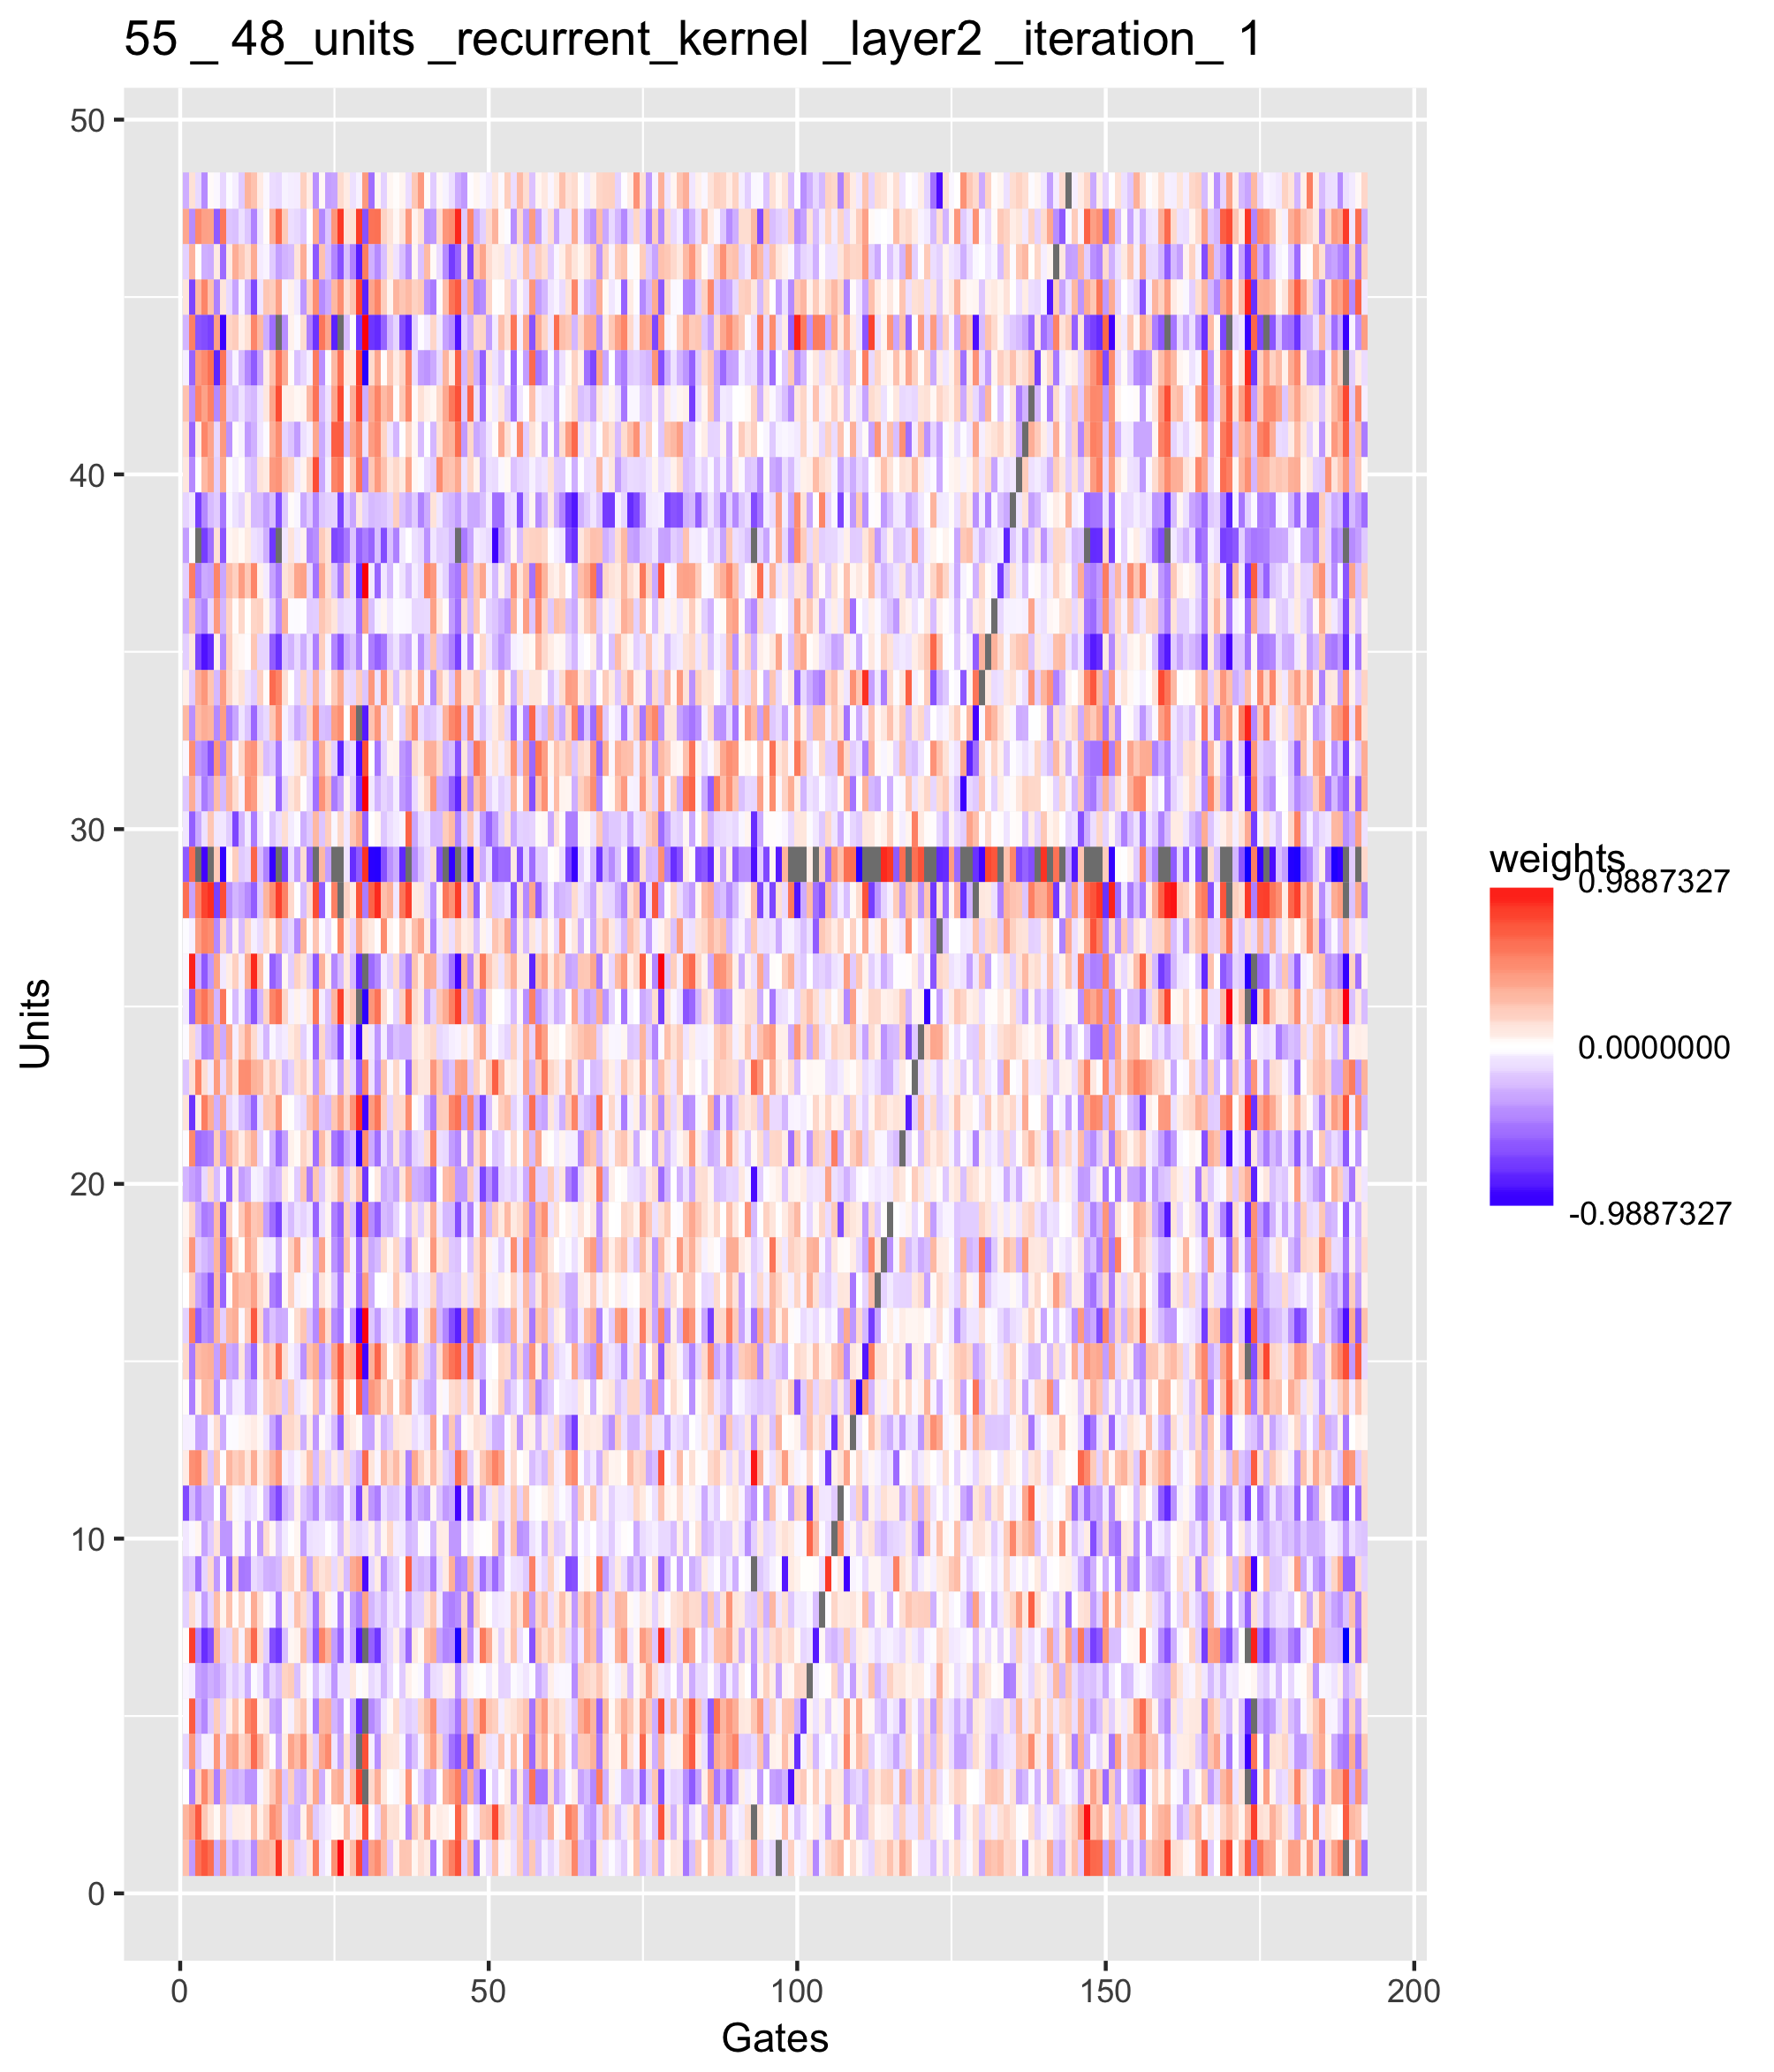 55 _ 48_units _recurrent_kernel _layer2 _iteration_ 1
50
40
30
20
10
0
Units
0 50 100 150 200
Gates
weights
0.9887327
0.0000000
-0.9887327